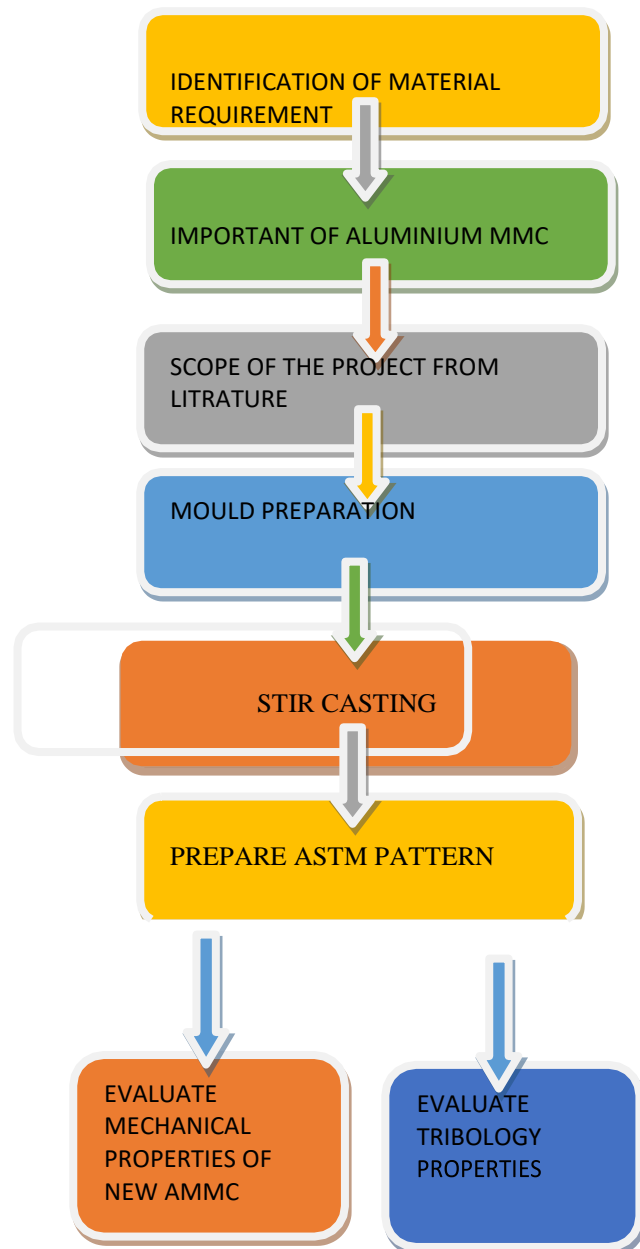 IDENTIFICATION OF MATERIAL
REQUIREMENT
IMPORTANT OF ALUMINIUM MMC
SCOPE OF THE PROJECT FROM
LITRATURE
MOULD PREPARATION
STIR CASTING
PREPARE ASTM PATTERN
EVALUATE
MECHANICAL
PROPERTIES OF
NEW AMMC
EVALUATE
TRIBOLOGY
PROPERTIES